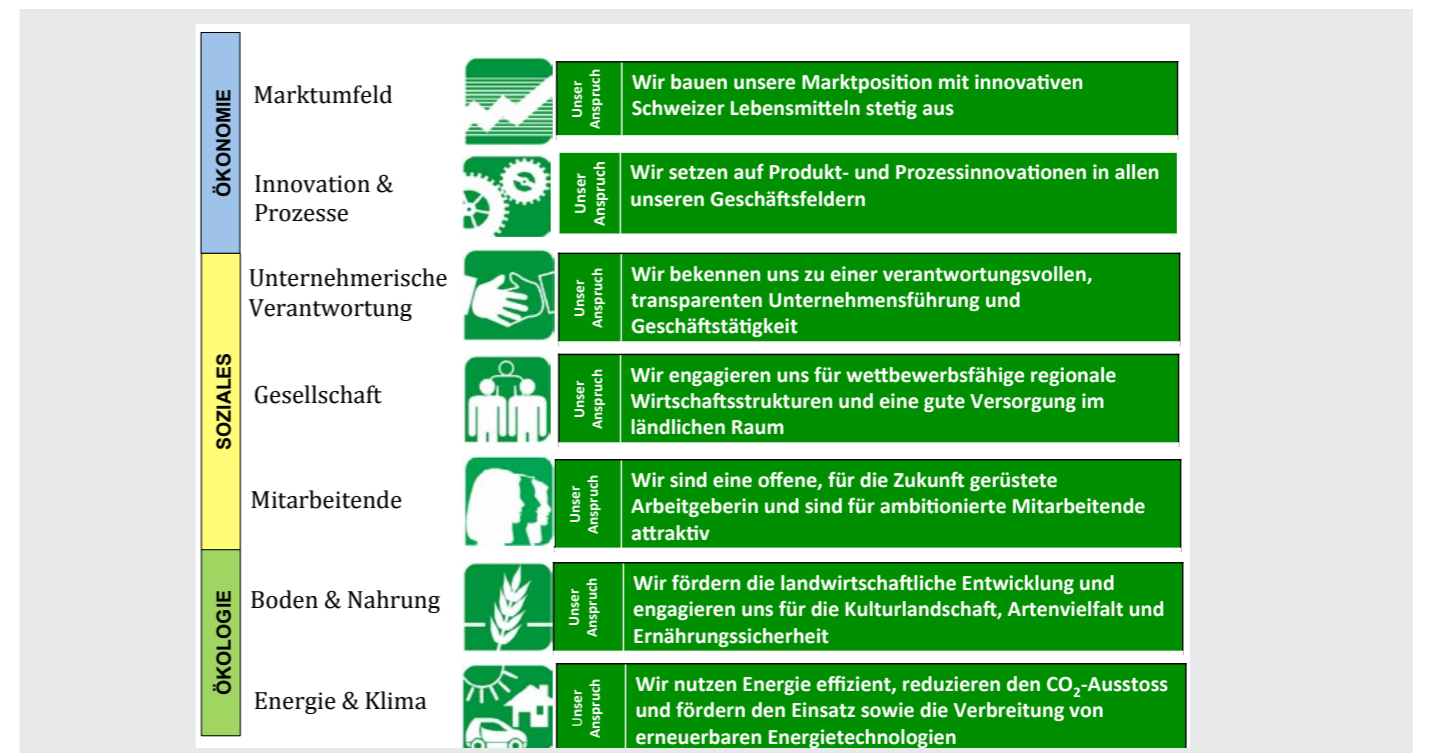 ÖKONOMIE
Marktumfeld
Unser
Anspruch
Wir bauen unsere Marktposition mit innovativen
Schweizer Lebensmitteln stetig aus
Innovation &
Prozesse
Unser
Anspruch
Wir setzen auf Produkt- und Prozessinnovationen in allen
unseren Geschäftsfeldern
SOZIALES
Unternehmerische
Verantwortung
Unser
Anspruch
Wir bekennen uns zu einer verantwortungsvollen,
transparenten Unternehmensführung und
Geschäftstätigkeit
Gesellschaft
Unser
Anspruch
Wir engagieren uns für wettbewerbsfähige regionale
Wirtschaftsstrukturen und eine gute Versorgung im
ländlichen Raum
Mitarbeitende
Unser
Anspruch
Wir sind eine offene, für die Zukunft gerüstete
Arbeitgeberin und sind für ambitionierte Mitarbeitende
attraktiv
ÖKOLOGIE
Boden & Nahrung
Unser
Anspruch
Wir fördern die landwirtschaftliche Entwicklung und
engagieren uns für die Kulturlandschaft, Artenvielfalt und
Ernährungssicherheit
Energie & Klima
Unser
Anspruch
Wir nutzen Energie effizient, reduzieren den CO₂-Ausstoss
und fördern den Einsatz sowie die Verbreitung von
erneuerbaren Energietechnologien